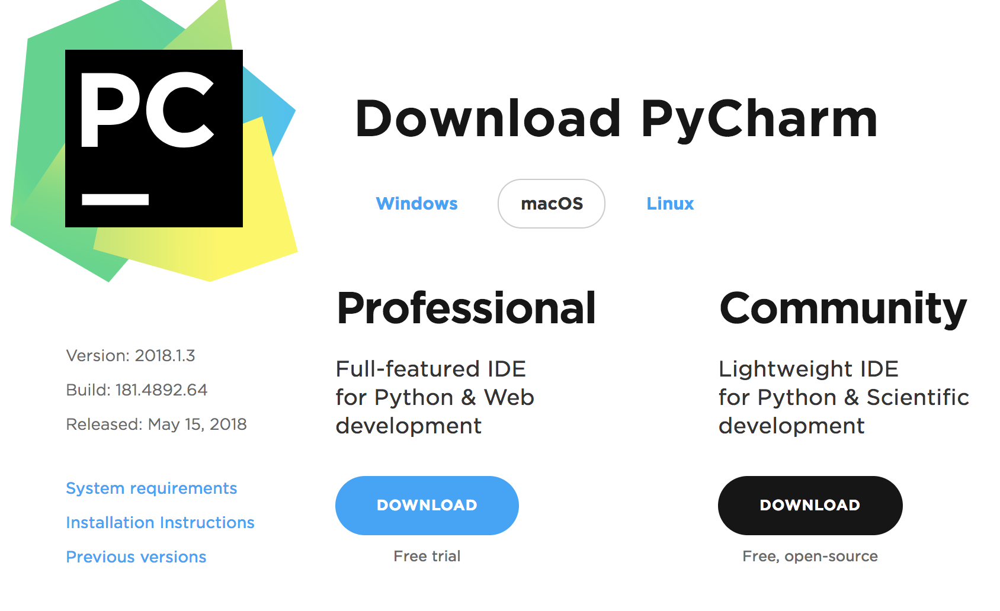 PC
Download PyCharm
Windows
macOS
Linux
Professional
Full-featured IDE
for Python & Web
development
DOWNLOAD
Free trial
Community
Lightweight IDE
for Python & Scientific
development
DOWNLOAD
Free, open-source
Version: 2018.1.3
Build: 181.4892.64
Released: May 15, 2018
System requirements
Installation Instructions
Previous versions